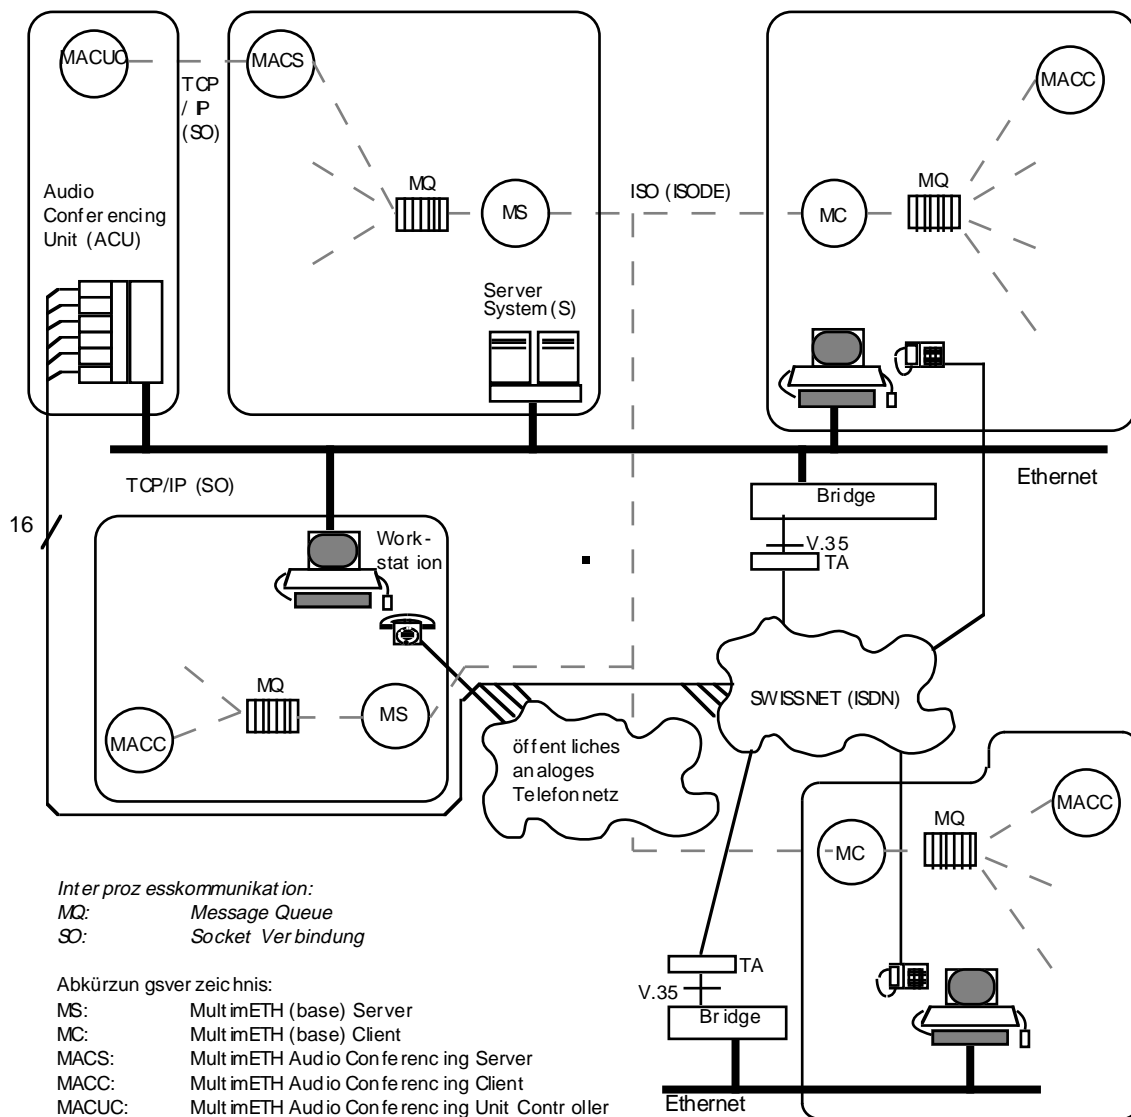 MACUC
TCP
/ IP
(SO)
MACS
MACC
Audio
Conferencing
Unit (ACU)
MQ
MS
ISO (ISODE)
MC
MQ
Server
System (S)
TCP/IP (SO)
Ethernet
Bridge
V.35
TA
16
Work-
station
MQ
MS
MACC
SWISSNET (ISDN)
öffentliches
analoges
Telefonnetz
MACC
MQ
MC
TA
V.35
Bridge
Ethernet
Interprozesskommunikation:
MQ: Message Queue
SO: Socket Verbindung
Abkürzungsverzeichnis:
MS: MultimETH (base) Server
MC: MultimETH (base) Client
MACS: MultimETH Audio Conferencing Server
MACC: MultimETH Audio Conferencing Client
MACUC: MultimETH Audio Conferencing Unit Controller